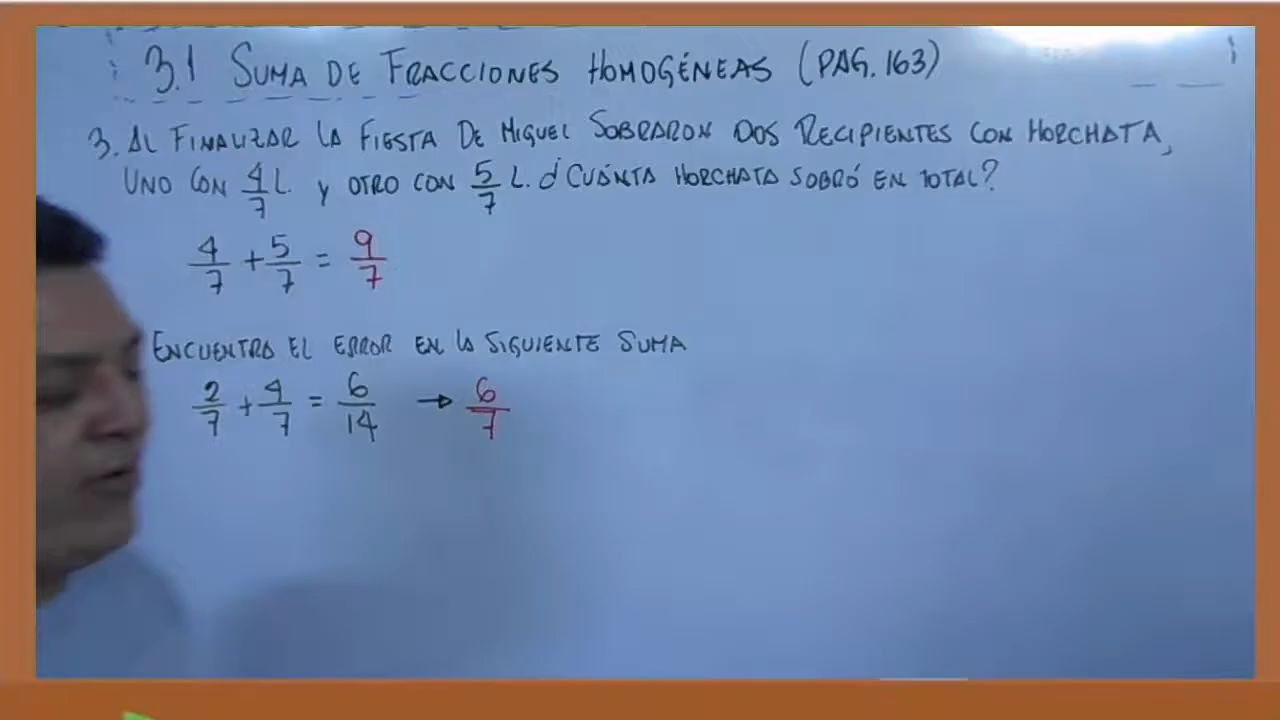 3.1 SUMA DE FRACCIONES HOMOGÉNEAS (PAG. 163)
3. AL FINALIZAR LA FIESTA DE MIGUEL SOBRARON DOS RECIPIENTES CON HORCHATA,
UNO CON 4/7 L. Y OTRO CON 5/7 L. ¿CUÁNTA HORCHATA SOBRÓ EN TOTAL?
4/7 + 5/7 = 9/7
ENCUENTRA EL ERROR EN LA SIGUIENTE SUMA
2/7 + 4/7 = 6/14 → 6/7